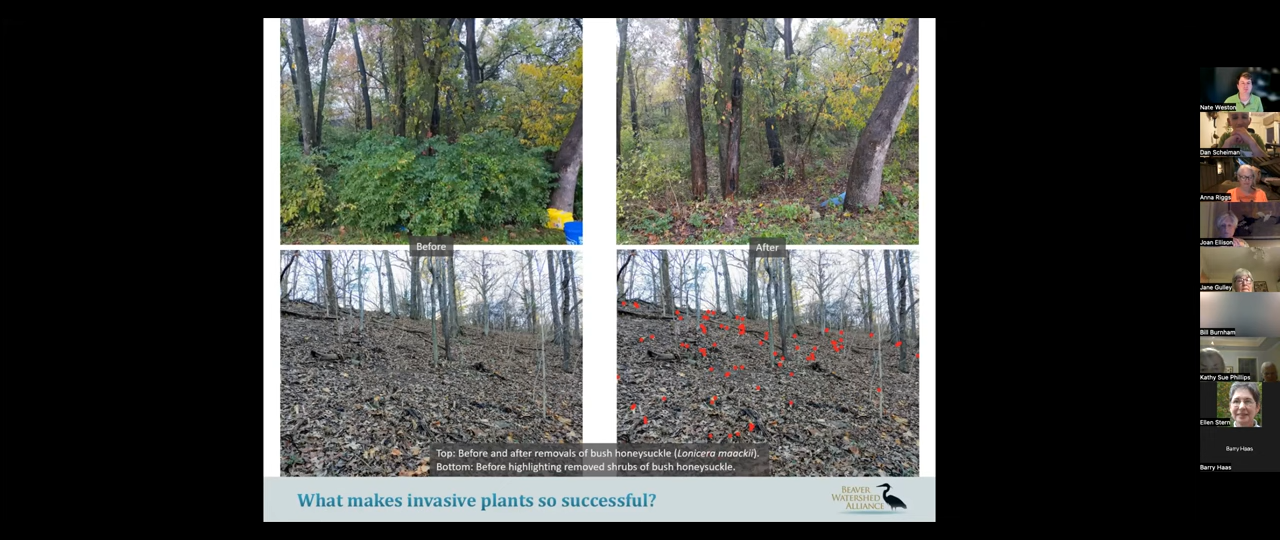 Before
After
Top: Before and after removals of bush honeysuckle (Lonicera maackii).
Bottom: Before highlighting removed shrubs of bush honeysuckle.
What makes invasive plants so successful?
BEAVER
WATERSHED
ALLIANCE
Nate Weston
Dan Scheiman
Anna Riggs
Joan Ellison
Jane Gulley
Bill Burnham
Kathy Sue Phillips
Ellen Stern
Barry Haas
Barry Haas